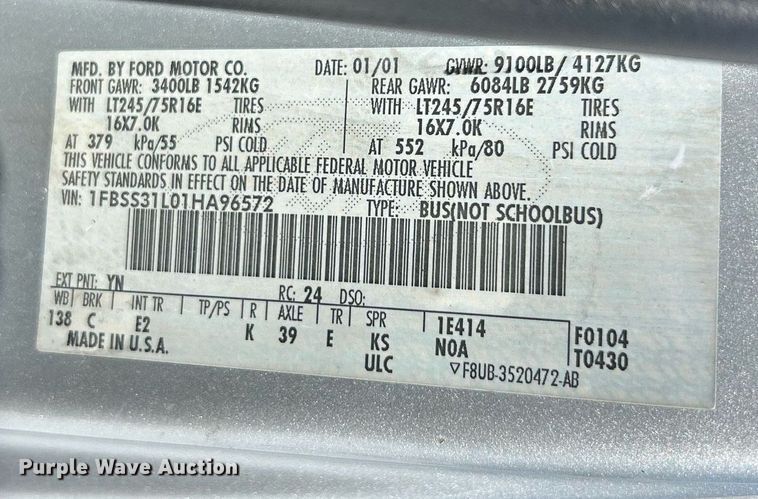 MFD. BY FORD MOTOR CO. DATE: 01/01 GVWR: 9100LB/ 4127KG
FRONT GAWR: 3400LB 1542KG REAR GAWR: 6084LB 2759KG
WITH LT245/75R16E TIRES WITH LT245/75R16E TIRES
16X7.0K RIMS 16X7.0K RIMS
AT 379 kPa/55 PSI COLD AT 552 kPa/80 PSI COLD
THIS VEHICLE CONFORMS TO ALL APPLICABLE FEDERAL MOTOR VEHICLE
SAFETY STANDARDS IN EFFECT ON THE DATE OF MANUFACTURE SHOWN ABOVE.
VIN: 1FBSS31L01HA96572 TYPE: BUS(NOT SCHOOLBUS)
EXT PNT: YN RC: 24 DSO:
WB BRK INT TR TP/PS R AXLE TR SPR 1E414 F0104
138 C E2 K 39 E KS N0A T0430
MADE IN U.S.A. ULC ▽F8UB-3520472-AB
Purple Wave Auction